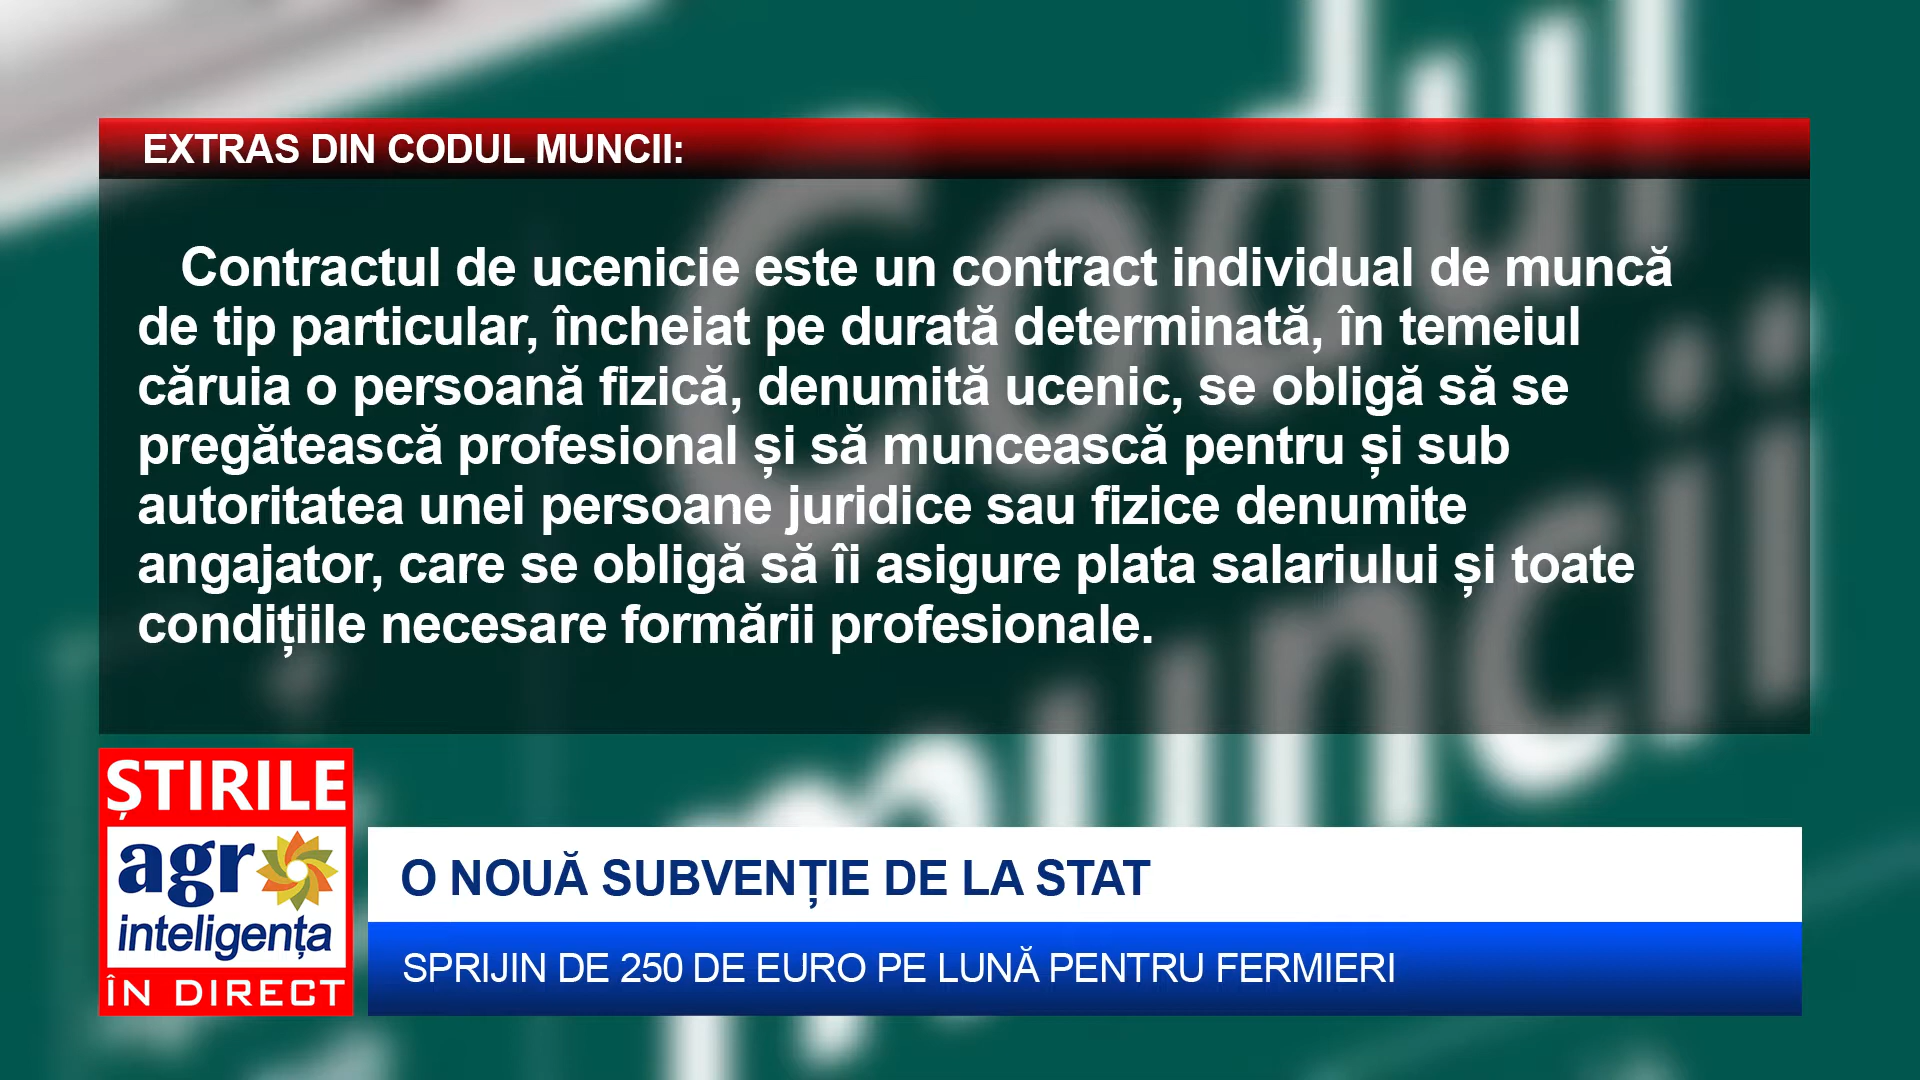 EXTRAS DIN CODUL MUNCII:
Contractul de ucenicie este un contract individual de muncă
de tip particular, încheiat pe durată determinată, în temeiul
căruia o persoană fizică, denumită ucenic, se obligă să se
pregătească profesional și să muncească pentru și sub
autoritatea unei persoane juridice sau fizice denumite
angajator, care se obligă să îi asigure plata salariului și toate
condițiile necesare formării profesionale.
ȘTIRILE
agr
inteligența
ÎN DIRECT
O NOUĂ SUBVENȚIE DE LA STAT
SPRIJIN DE 250 DE EURO PE LUNĂ PENTRU FERMIERI
Codul
muncii